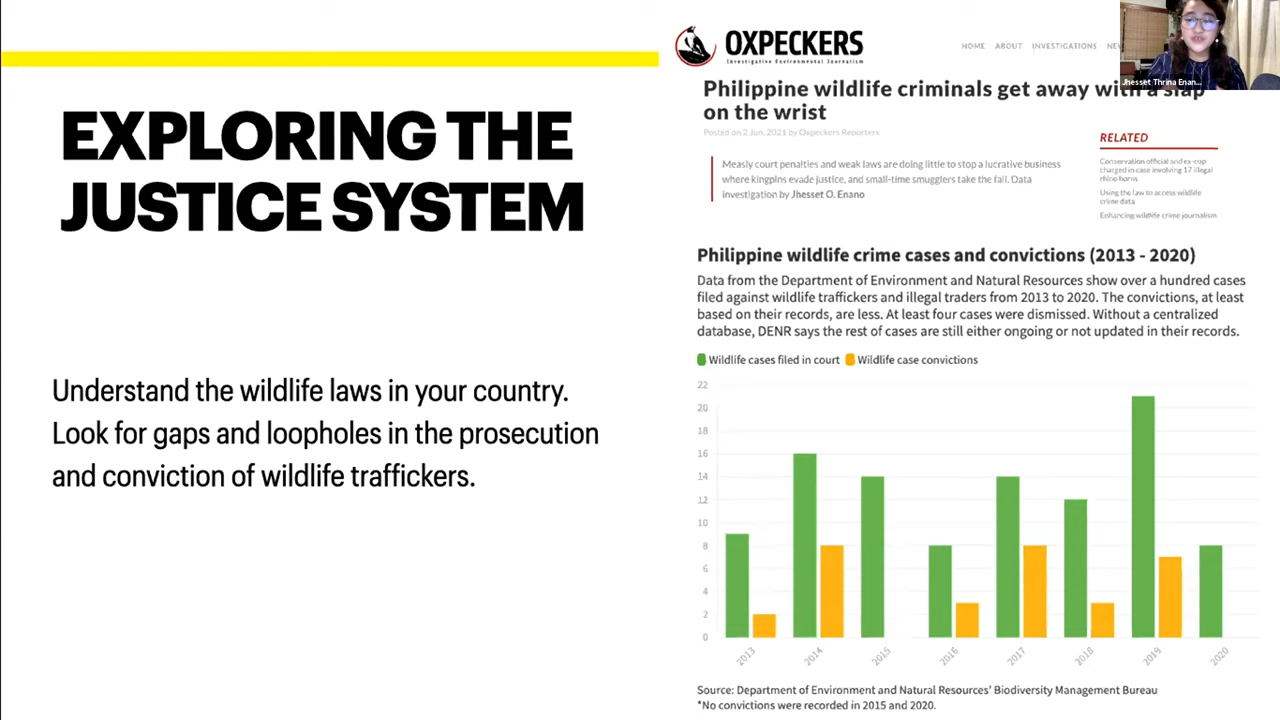 EXPLORING THE
JUSTICE SYSTEM
Understand the wildlife laws in your country.
Look for gaps and loopholes in the prosecution
and conviction of wildlife traffickers.
OXPECKERS
Investigative Environmental Journalism
HOME ABOUT INVESTIGATIONS
Jhesset Thrina Enan...
Philippine wildlife criminals get away with a slap
on the wrist
Posted on 2 Jun, 2021 by Oxpeckers Reporters
Measly court penalties and weak laws are doing little to stop a lucrative business
where kingpins evade justice, and small-time smugglers take the fall. Data
investigation by Jhesset O. Enano
RELATED
Conservation official and ex-cop
charged in case involving 17 illegal
rhino horns
Using the law to access wildlife
crime data
Enhancing wildlife crime journalism
Philippine wildlife crime cases and convictions (2013 - 2020)
Data from the Department of Environment and Natural Resources show over a hundred cases
filed against wildlife traffickers and illegal traders from 2013 to 2020. The convictions, at least
based on their records, are less. At least four cases were dismissed. Without a centralized
database, DENR says the rest of cases are still either ongoing or not updated in their records.
Wildlife cases filed in court Wildlife case convictions
22
20
18
16
14
12
10
8
6
4
2
0
2013 2014 2015 2016 2017 2018 2019 2020
Source: Department of Environment and Natural Resources' Biodiversity Management Bureau
*No convictions were recorded in 2015 and 2020.